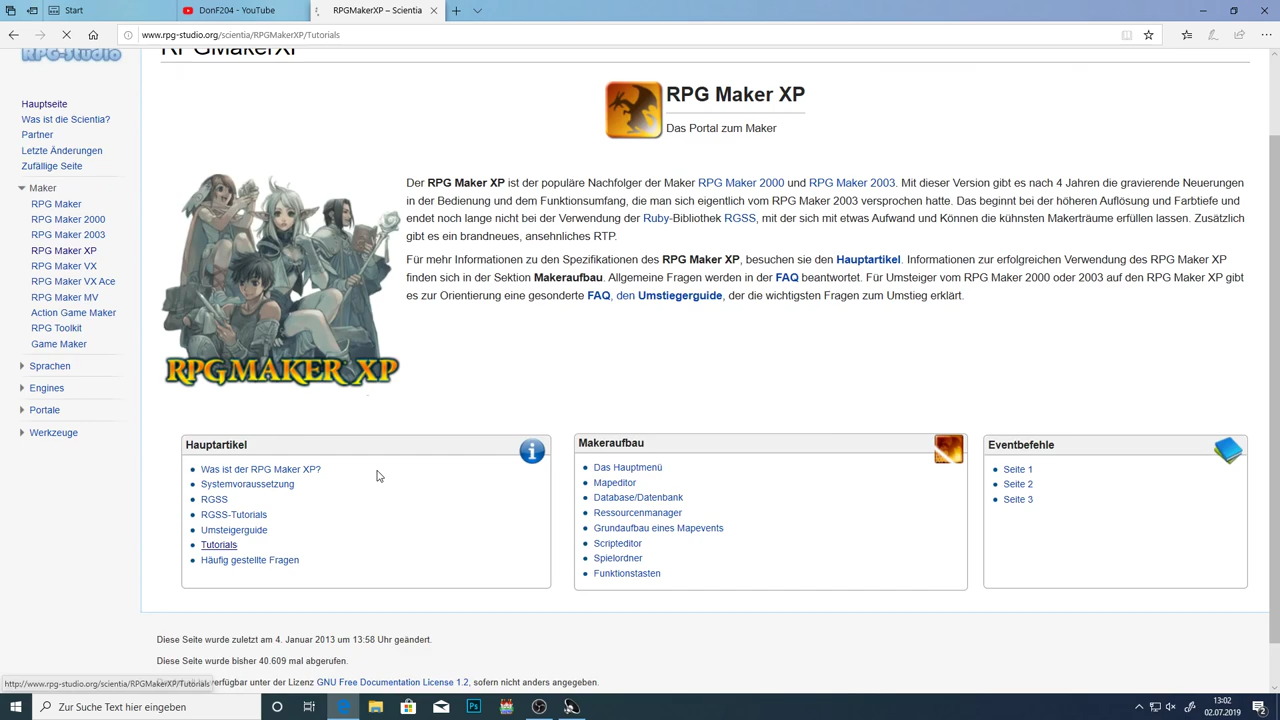 Start
DonF204 - YouTube
RPGMakerXP – Scientia
www.rpg-studio.org/scientia/RPGMakerXP/Tutorials
RPG-Studio
RPGMakerXP
Hauptseite
Was ist die Scientia?
Partner
Letzte Änderungen
Zufällige Seite
Maker
RPG Maker
RPG Maker 2000
RPG Maker 2003
RPG Maker XP
RPG Maker VX
RPG Maker VX Ace
RPG Maker MV
Action Game Maker
RPG Toolkit
Game Maker
Sprachen
Engines
Portale
Werkzeuge
RPG Maker XP
Das Portal zum Maker
RPGMAKER XP
Der RPG Maker XP ist der populäre Nachfolger der Maker RPG Maker 2000 und RPG Maker 2003. Mit dieser Version gibt es nach 4 Jahren die gravierende Neuerungen
in der Bedienung und dem Funktionsumfang, die man sich eigentlich vom RPG Maker 2003 versprochen hatte. Das beginnt bei der höheren Auflösung und Farbtiefe und
endet noch lange nicht bei der Verwendung der Ruby-Bibliothek RGSS, mit der sich mit etwas Aufwand und Können die kühnsten Makerträume erfüllen lassen. Zusätzlich
gibt es ein brandneues, ansehnliches RTP.
Für mehr Informationen zu den Spezifikationen des RPG Maker XP, besuchen sie den Hauptartikel. Informationen zur erfolgreichen Verwendung des RPG Maker XP
finden sich in der Sektion Makeraufbau. Allgemeine Fragen werden in der FAQ beantwortet. Für Umsteiger vom RPG Maker 2000 oder 2003 auf den RPG Maker XP gibt
es zur Orientierung eine gesonderte FAQ, den Umstiegerguide, der die wichtigsten Fragen zum Umstieg erklärt.
Hauptartikel
Was ist der RPG Maker XP?
Systemvoraussetzung
RGSS
RGSS-Tutorials
Umsteigerguide
Tutorials
Häufig gestellte Fragen
Makeraufbau
Das Hauptmenü
Mapeditor
Database/Datenbank
Ressourcenmanager
Grundaufbau eines Mapevents
Scripteditor
Spielordner
Funktionstasten
Eventbefehle
Seite 1
Seite 2
Seite 3
Diese Seite wurde zuletzt am 4. Januar 2013 um 13:58 Uhr geändert.
Diese Seite wurde bisher 40.609 mal abgerufen.
verfügbar unter der Lizenz GNU Free Documentation License 1.2, sofern nicht anders angegeben.
http://www.rpg-studio.org/scientia/RPGMakerXP/Tutorials
Zur Suche Text hier eingeben
Ps
13:02
02.07.2019
2